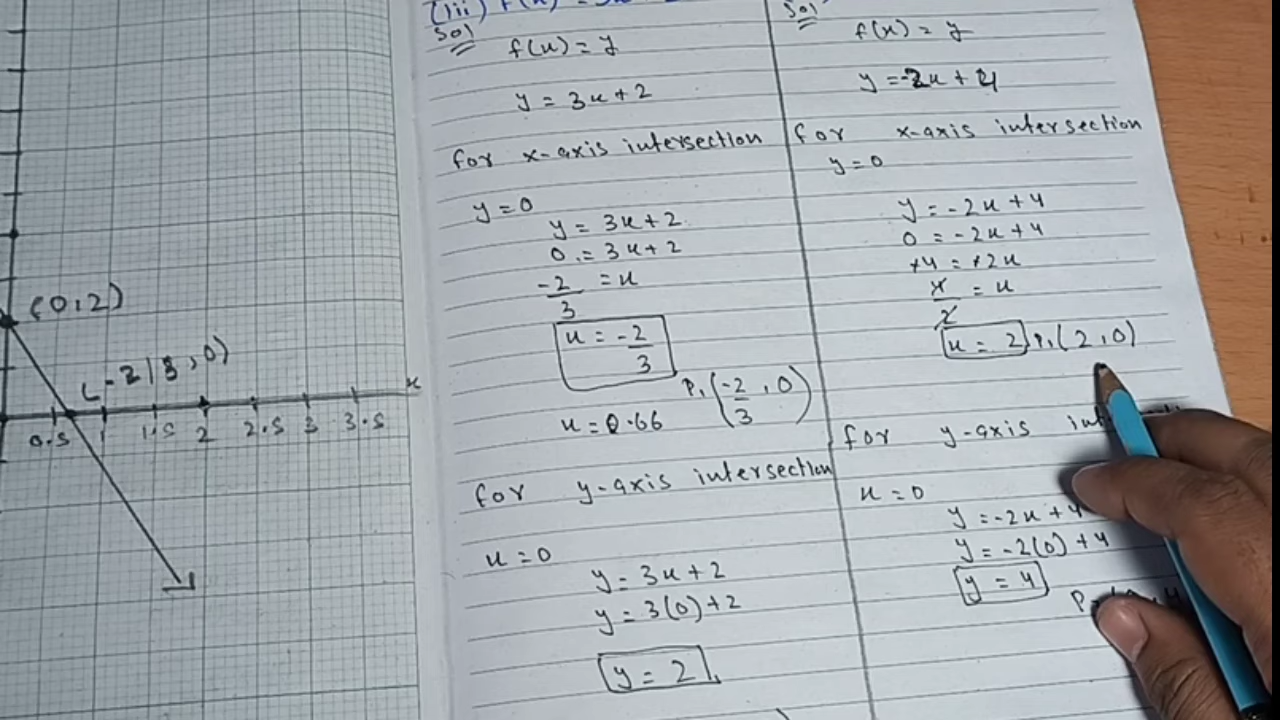 (0,2)
(-2/3, 0)
x
0.5 1 1.5 2 2.5 3 3.5
(iii)
Sol
f(x) = y
y = 3x+2
for x-axis intersection
y=0
y = 3x+2
0 = 3x+2
-2/3 = x
x = -2/3
P₁(-2/3, 0)
x = 0.66
for y-axis intersection
x=0
y = 3x+2
y = 3(0)+2
y = 2
Sol
f(x) = y
y = -2x + 4
for x-axis intersection
y=0
y = -2x+4
0 = -2x+4
+4 = +2x
4/2 = x
x = 2 P₁(2,0)
for y-axis
x=0
y = -2x+4
y = -2(0)+4
y = 4